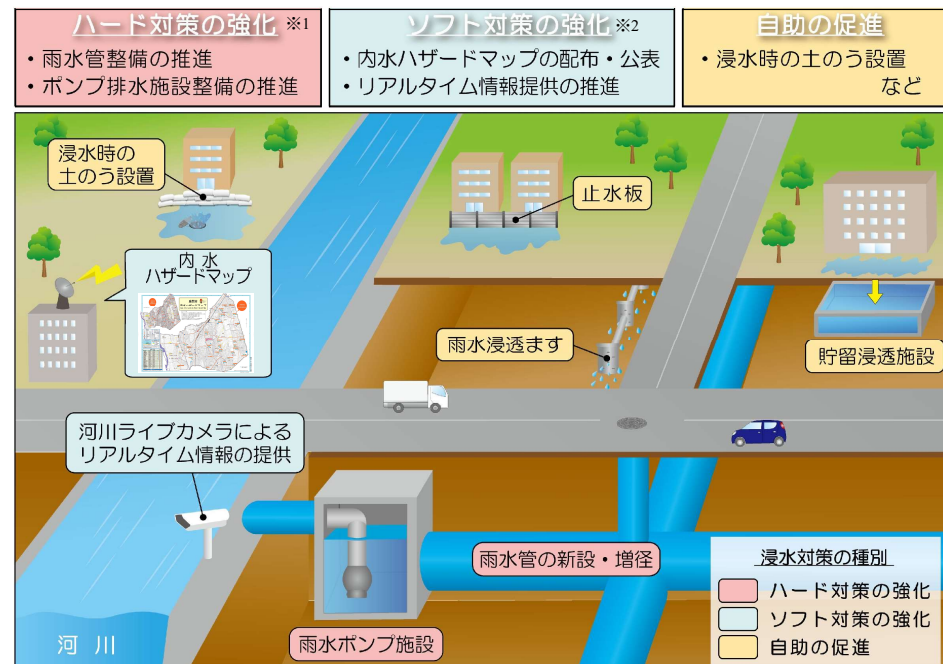 ハード対策の強化 ※1
・雨水管整備の推進
・ポンプ排水施設整備の推進
ソフト対策の強化 ※2
・内水ハザードマップの配布・公表
・リアルタイム情報提供の推進
自助の促進
・浸水時の土のう設置
など
浸水時の
土のう設置
止水板
内水
ハザードマップ
雨水浸透ます
貯留浸透施設
河川ライブカメラによる
リアルタイム情報の提供
雨水管の新設・増径
雨水ポンプ施設
河川
浸水対策の種別
ハード対策の強化
ソフト対策の強化
自助の促進